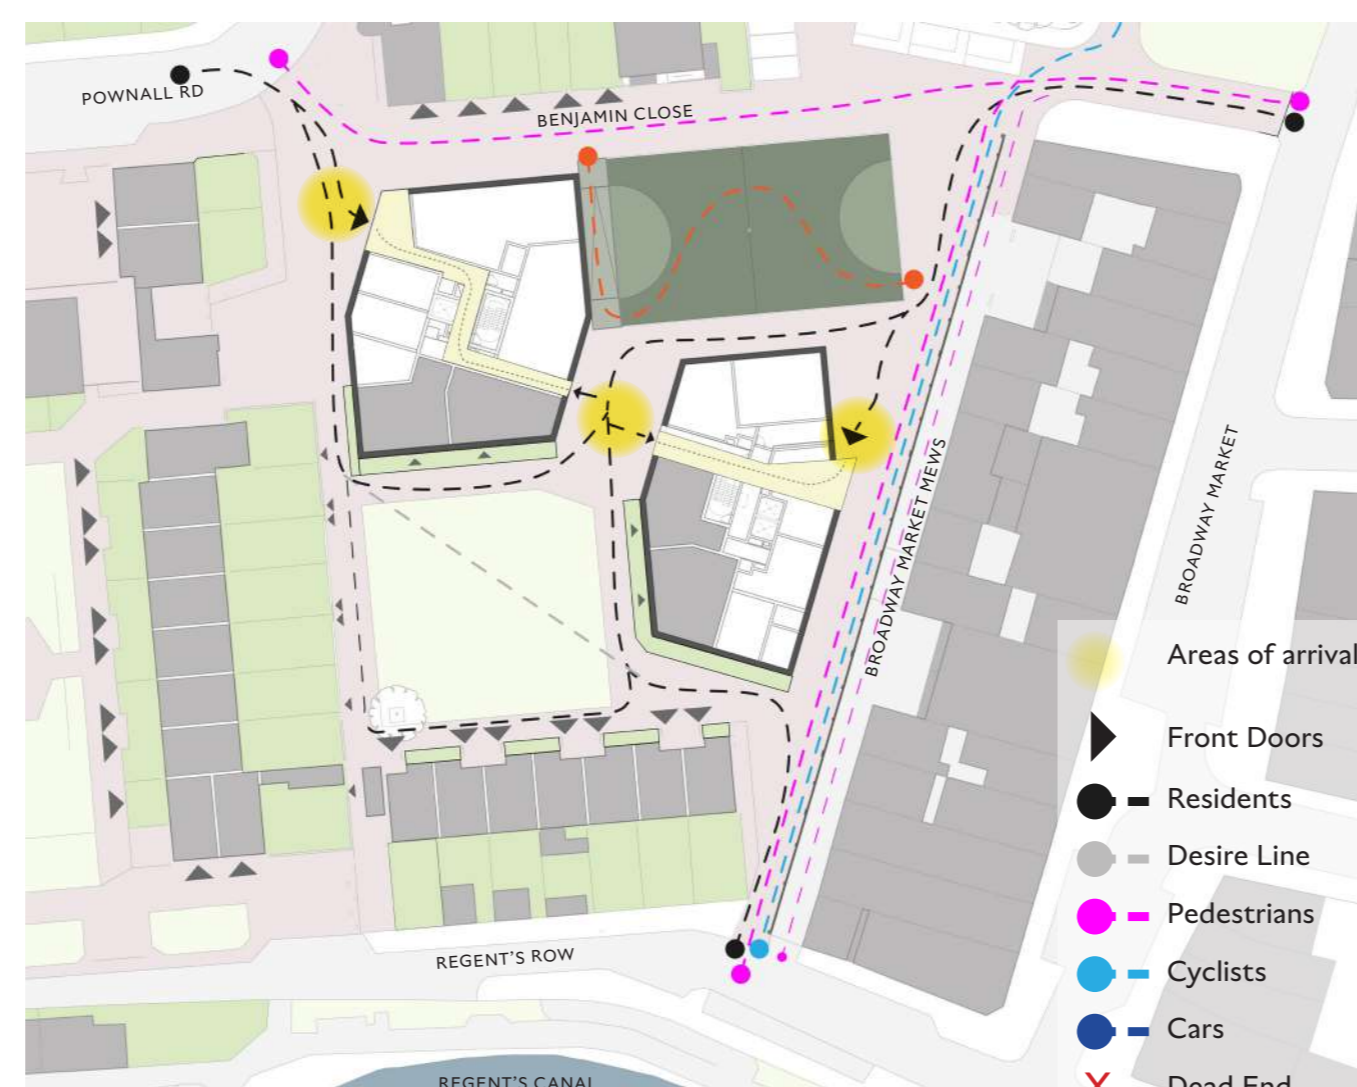 POWNALL RD
BENJAMIN CLOSE
BROADWAY MARKET MEWS
BROADWAY MARKET
Areas of arrival
Front Doors
Residents
Desire Line
Pedestrians
Cyclists
Cars
Dead End
REGENT'S ROW
REGENT'S CANAL